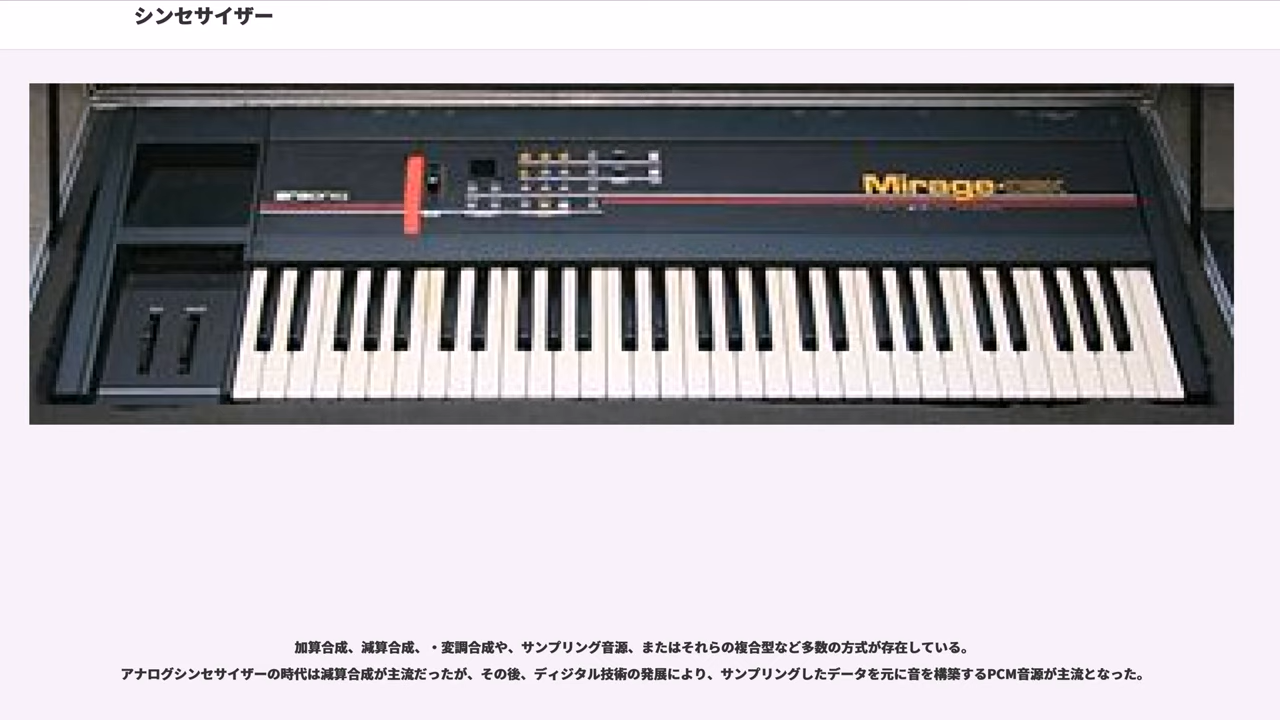 シンセサイザー
ensoniq
Mirage
加算合成、減算合成、・変調合成や、サンプリング音源、またはそれらの複合型など多数の方式が存在している。
アナログシンセサイザーの時代は減算合成が主流だったが、その後、ディジタル技術の発展により、サンプリングしたデータを元に音を構築するPCM音源が主流となった。